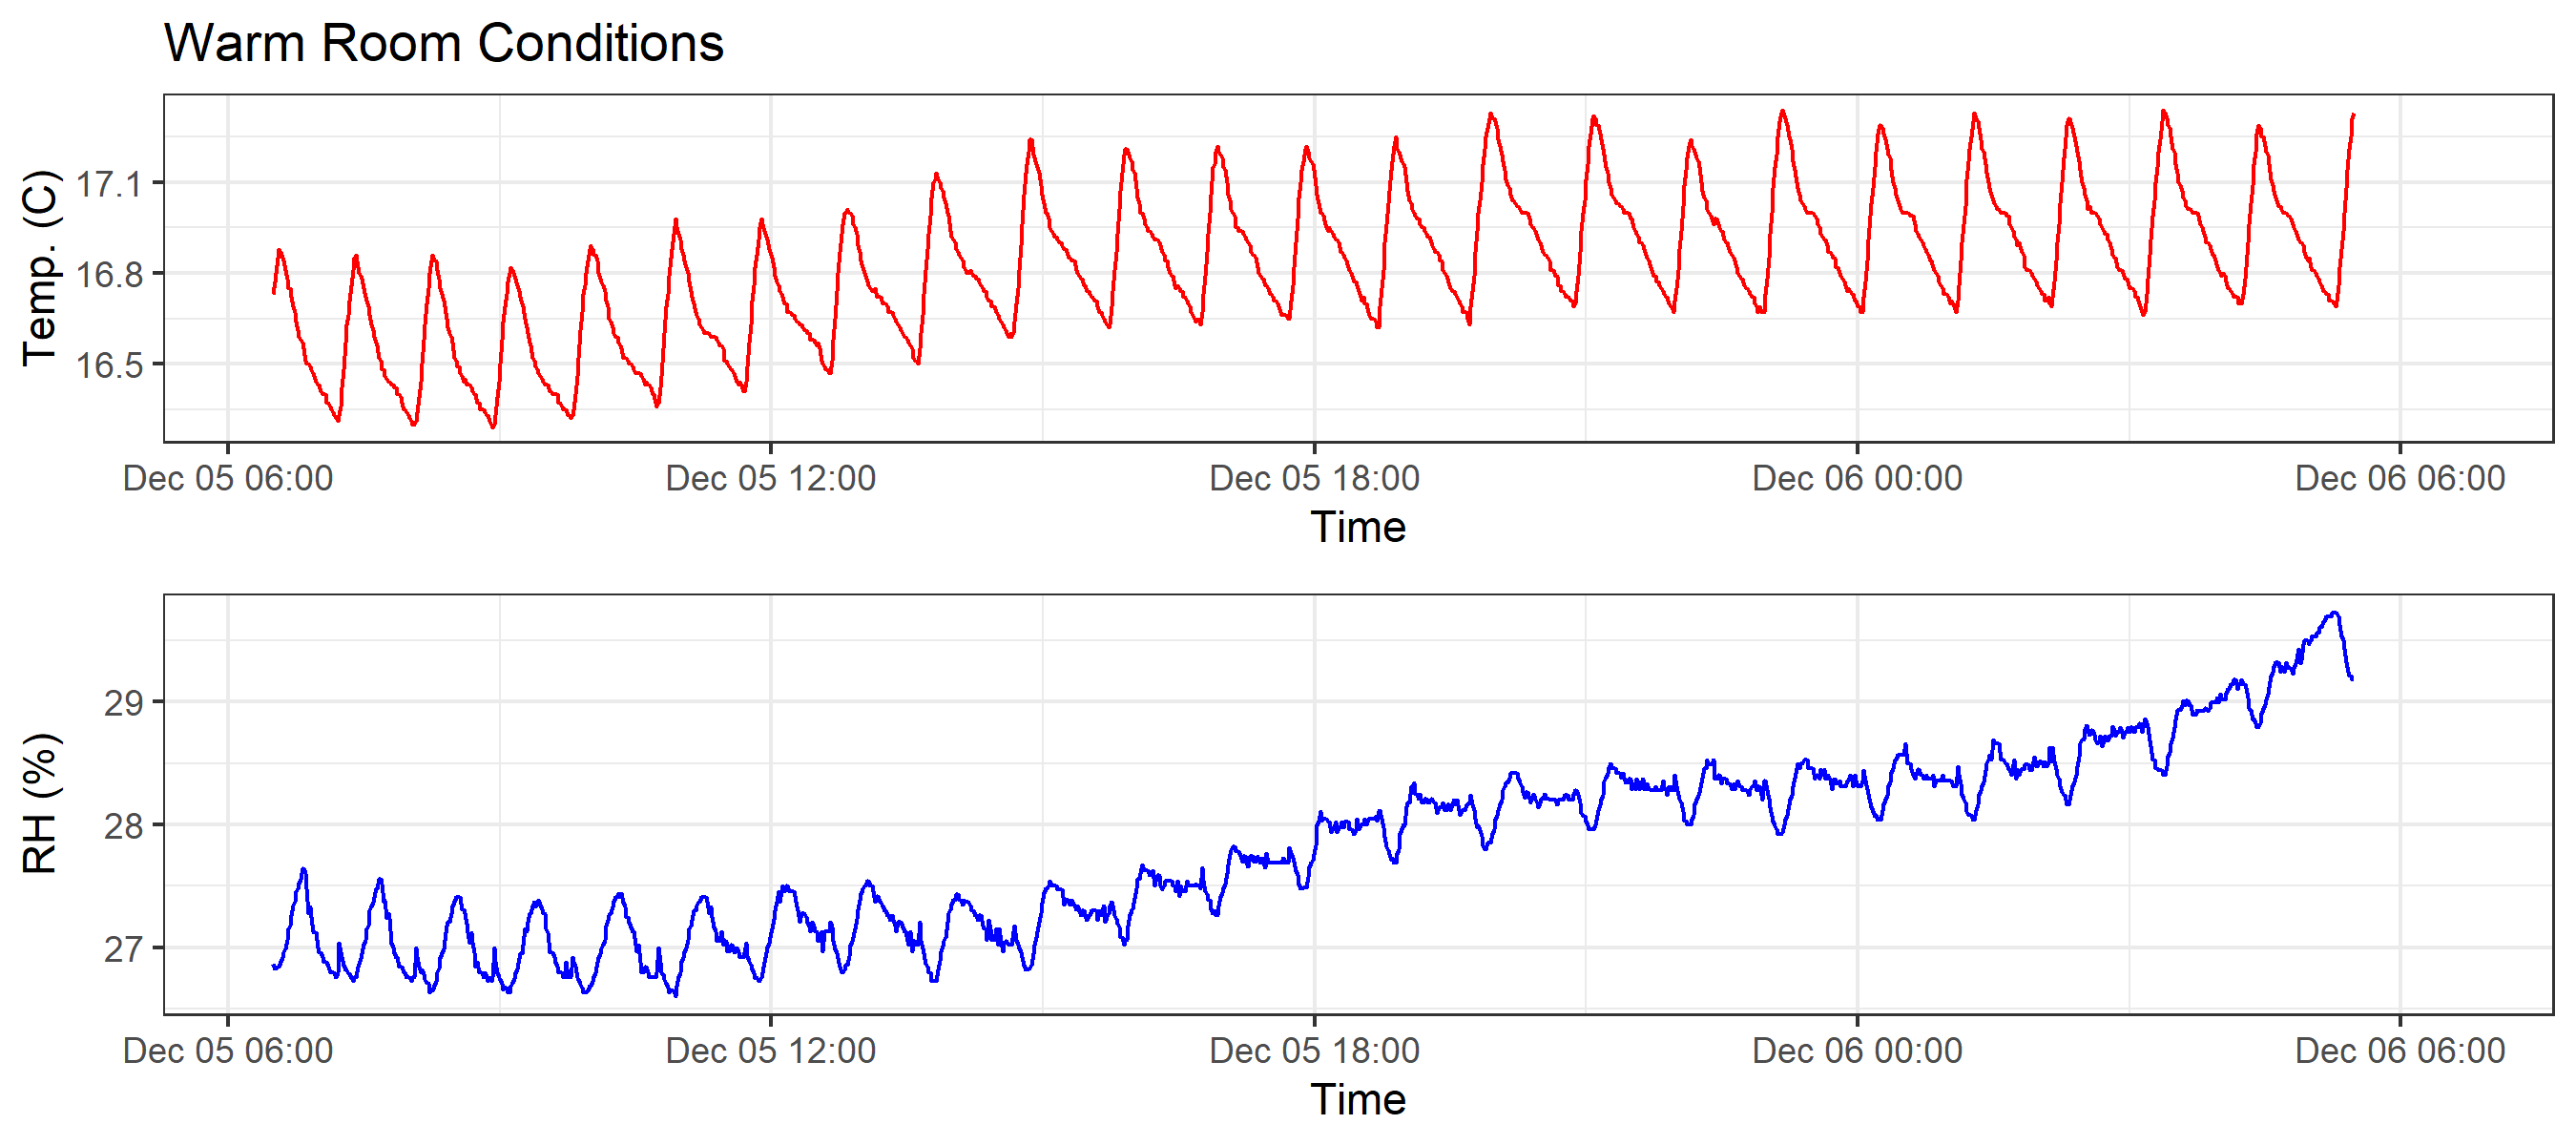 Warm Room Conditions
Temp. (C)
17.1
16.8
16.5
Dec 05 06:00 Dec 05 12:00 Dec 05 18:00 Dec 06 00:00 Dec 06 06:00
Time
RH (%)
29
28
27
Dec 05 06:00 Dec 05 12:00 Dec 05 18:00 Dec 06 00:00 Dec 06 06:00
Time